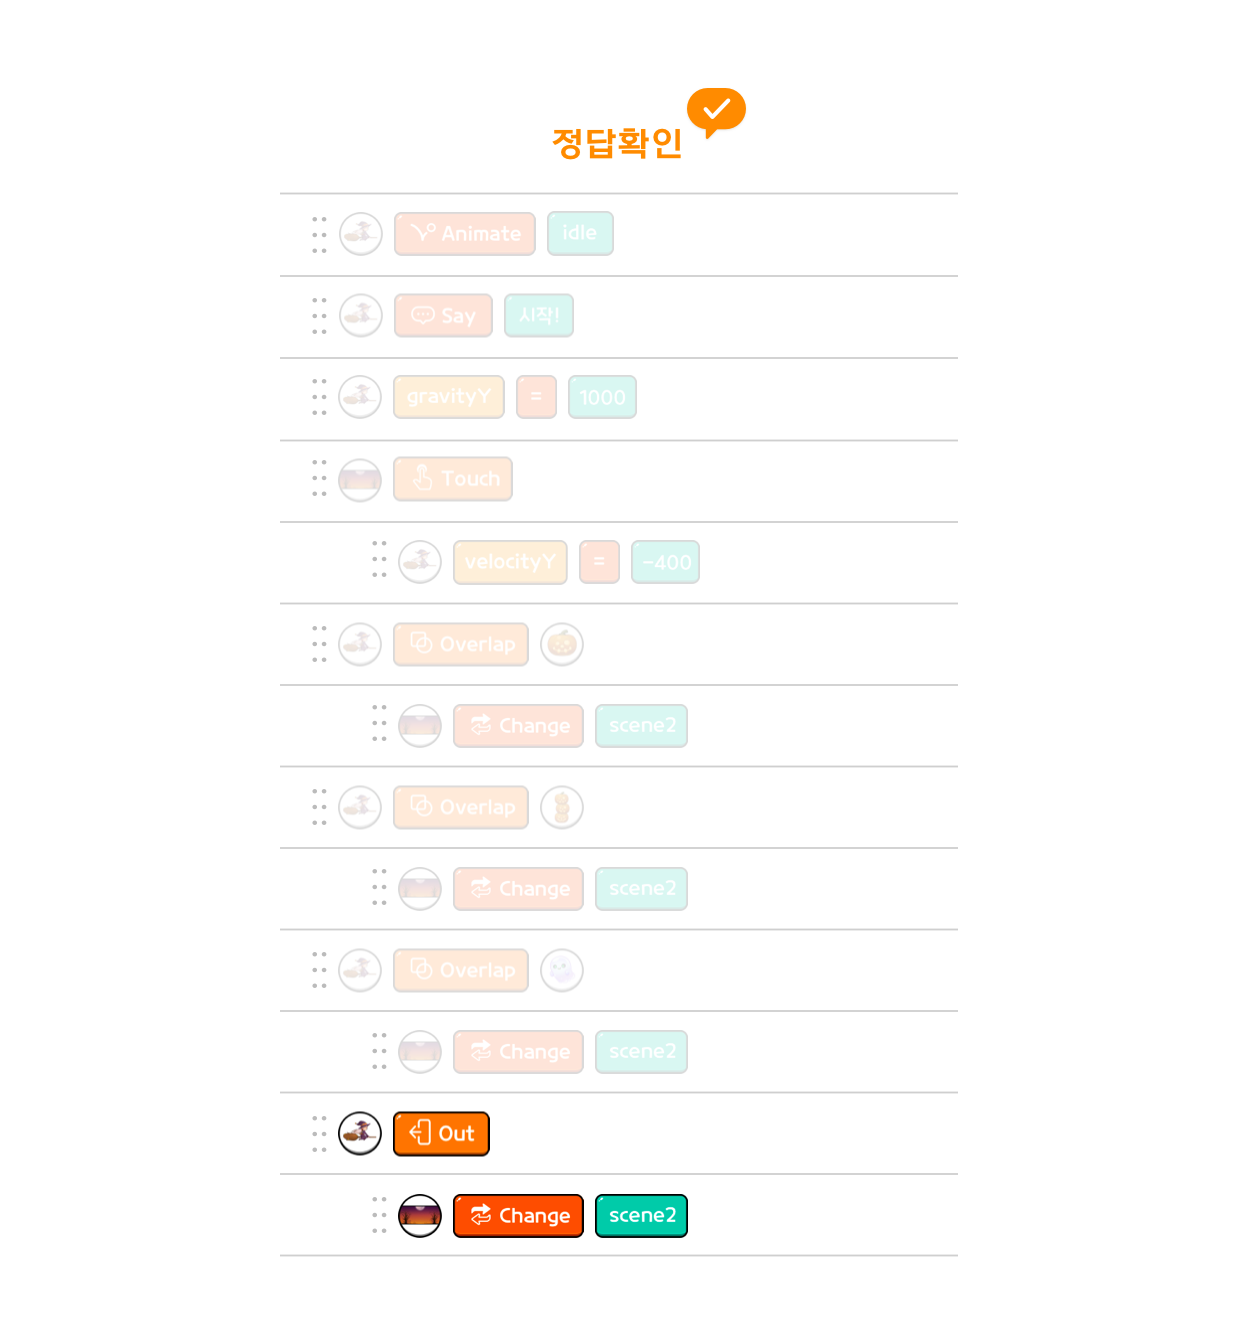 정답확인
Animate idle
Say 시작!
gravityY = 1000
Touch
velocityY = -400
Overlap
Change scene2
Overlap
Change scene2
Overlap
Change scene2
Out
Change scene2